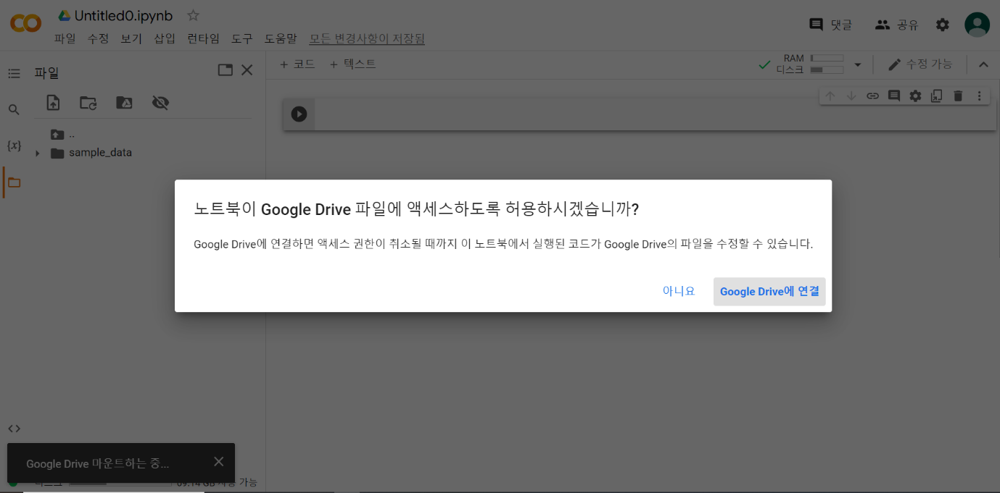 Untitled0.ipynb
파일 수정 보기 삽입 런타임 도구 도움말 모든 변경사항이 저장됨
댓글 공유
파일
+ 코드 + 텍스트
RAM
디스크
수정 가능
..
{x}
sample_data
노트북이 Google Drive 파일에 액세스하도록 허용하시겠습니까?
Google Drive에 연결하면 액세스 권한이 취소될 때까지 이 노트북에서 실행된 코드가 Google Drive의 파일을 수정할 수 있습니다.
아니요 Google Drive에 연결
Google Drive 마운트하는 중...
가능